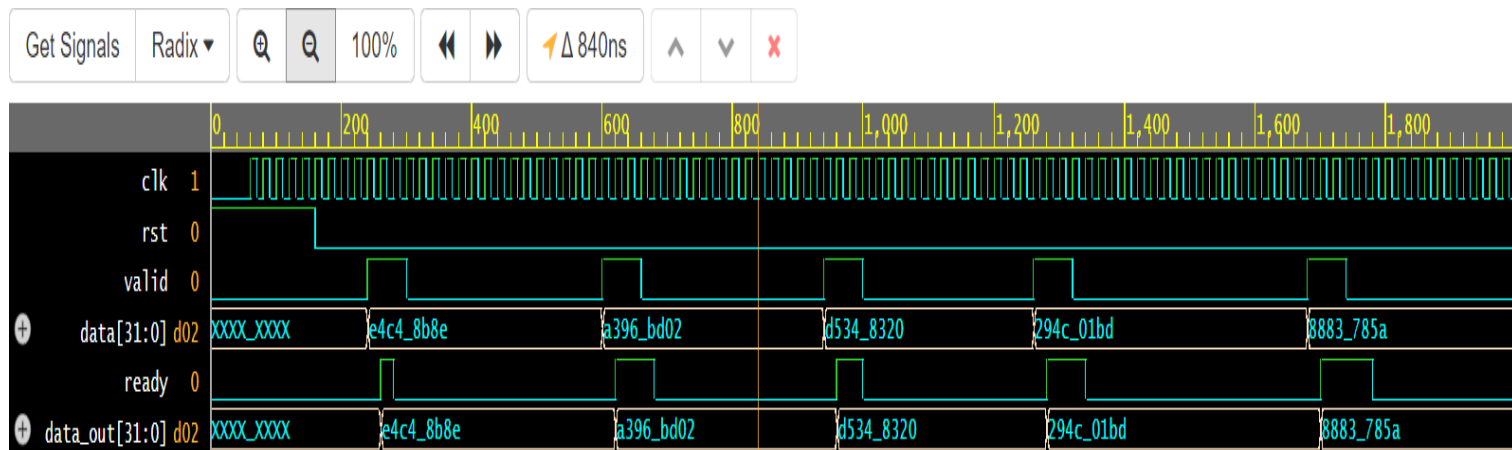 Get Signals Radix▾ 100% Δ 840ns
0 200 400 600 800 1,000 1,200 1,400 1,600 1,800
clk 1
rst 0
valid 0
data[31:0] d02 XXXX_XXXX e4c4_8b8e a396_bd02 d534_8320 294c_01bd 8883_785a
ready 0
data_out[31:0] d02 XXXX_XXXX e4c4_8b8e a396_bd02 d534_8320 294c_01bd 8883_785a